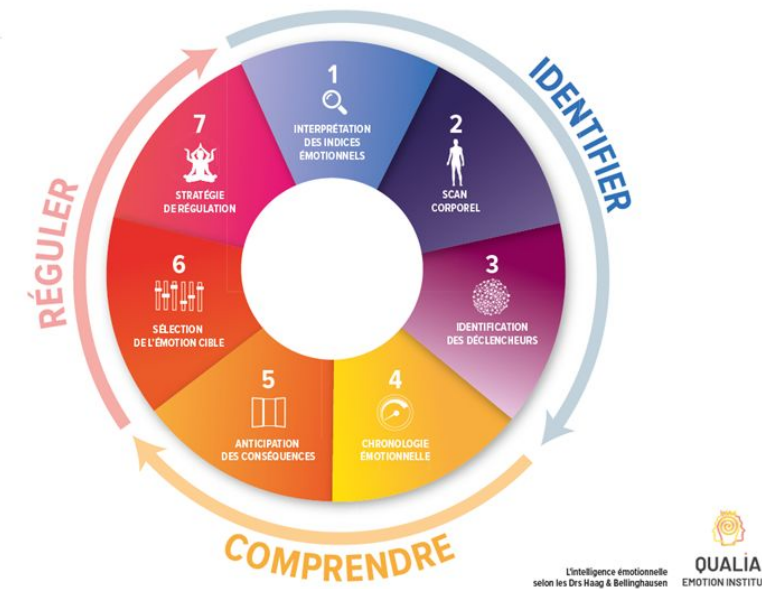 IDENTIFIER
1
INTERPRÉTATION
DES INDICES
ÉMOTIONNELS
2
SCAN
CORPOREL
3
IDENTIFICATION
DES DÉCLENCHEURS
COMPRENDRE
4
CHRONOLOGIE
ÉMOTIONNELLE
5
ANTICIPATION
DES CONSÉQUENCES
RÉGULER
6
SÉLECTION
DE L'ÉMOTION CIBLE
7
STRATÉGIE
DE RÉGULATION
L'intelligence émotionnelle
selon les Drs Haag & Bellinghausen
QUALIA
EMOTION INSTITU